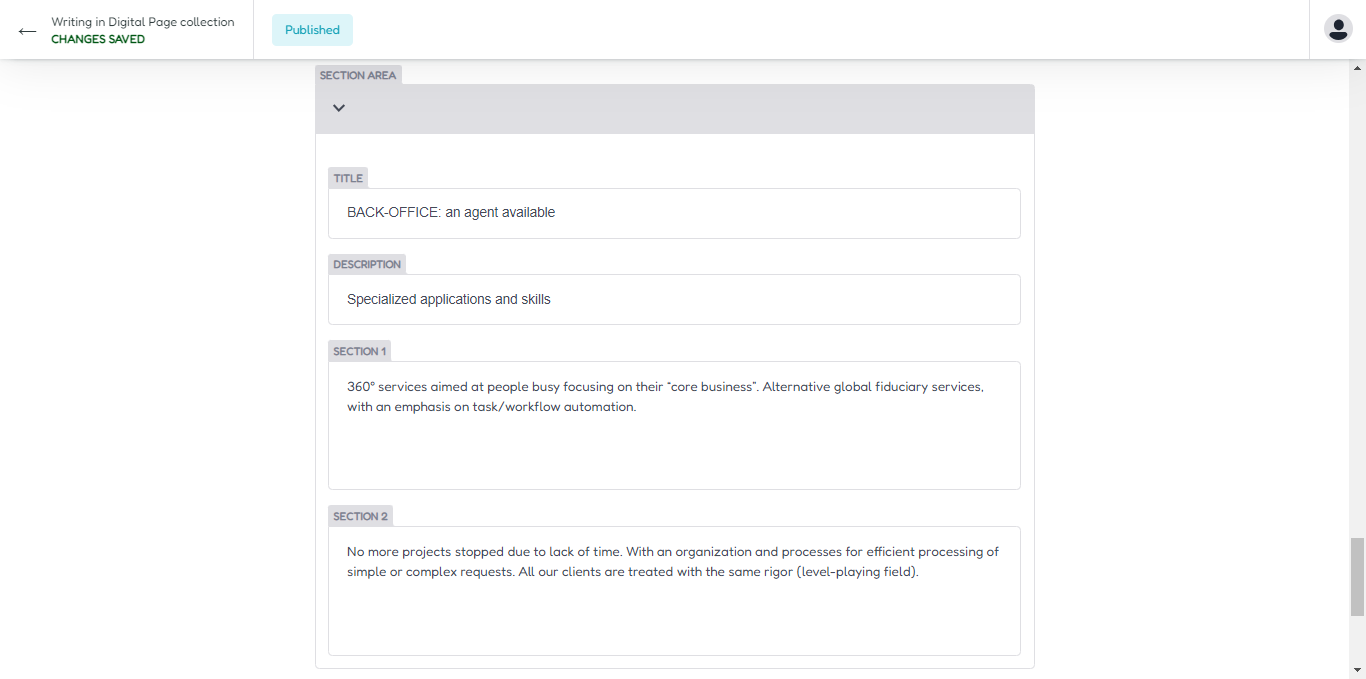 Writing in Digital Page collection
CHANGES SAVED
Published
SECTION AREA
TITLE
BACK-OFFICE: an agent available
DESCRIPTION
Specialized applications and skills
SECTION 1
360° services aimed at people busy focusing on their “core business”. Alternative global fiduciary services,
with an emphasis on task/workflow automation.
SECTION 2
No more projects stopped due to lack of time. With an organization and processes for efficient processing of
simple or complex requests. All our clients are treated with the same rigor (level-playing field).